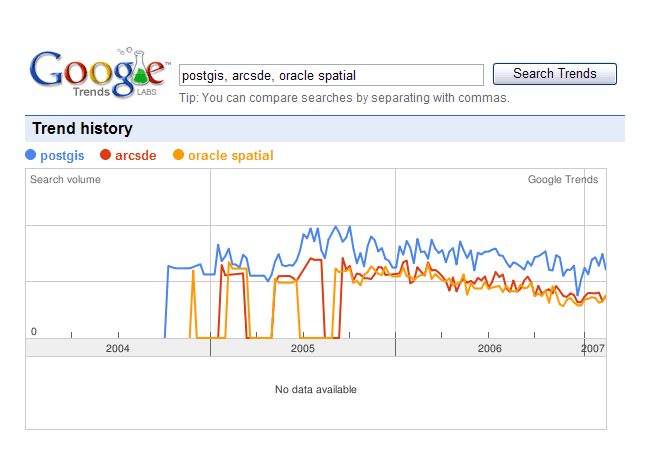 Google™
Trends LABS
postgis, arcsde, oracle spatial
Search Trends
Tip: You can compare searches by separating with commas.
Trend history
postgis arcsde oracle spatial
Search volume Google Trends
0
2004 2005 2006 2007
No data available